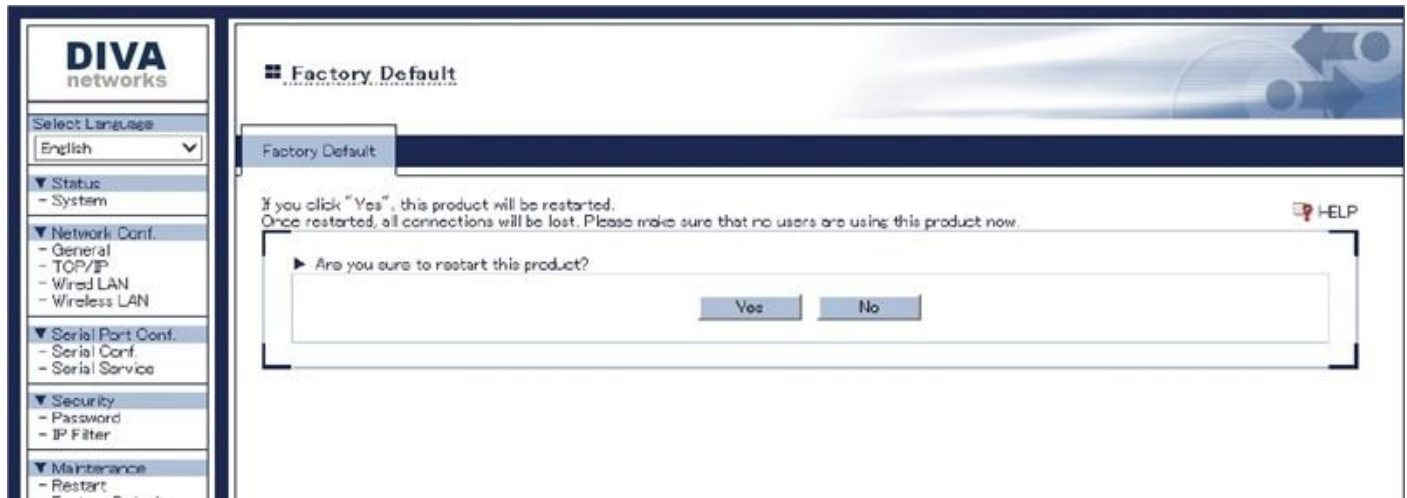 DIVA
networks
Select Language
English
▼ Status
- System
▼ Network Conf.
- General
- TCP/IP
- Wired LAN
- Wireless LAN
▼ Serial Port Conf.
- Serial Conf.
- Serial Service
▼ Security
- Password
- IP Filter
▼ Maintenance
- Restart
Factory Default
Factory Default
If you click "Yes", this product will be restarted.
Once restarted, all connections will be lost. Please make sure that no users are using this product now.
HELP
► Are you sure to restart this product?
Yes
No